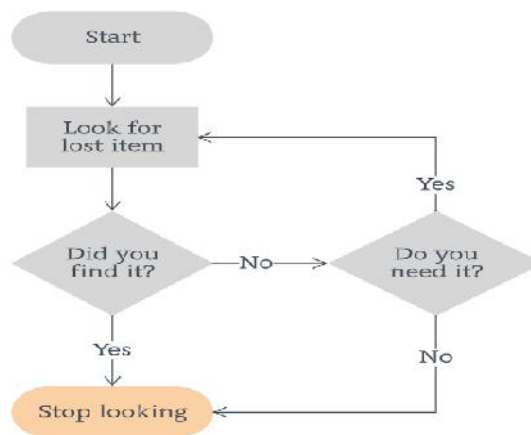 Start
Look for
lost item
Yes
Did you
find it?
No
Do you
need it?
Yes
No
Stop looking